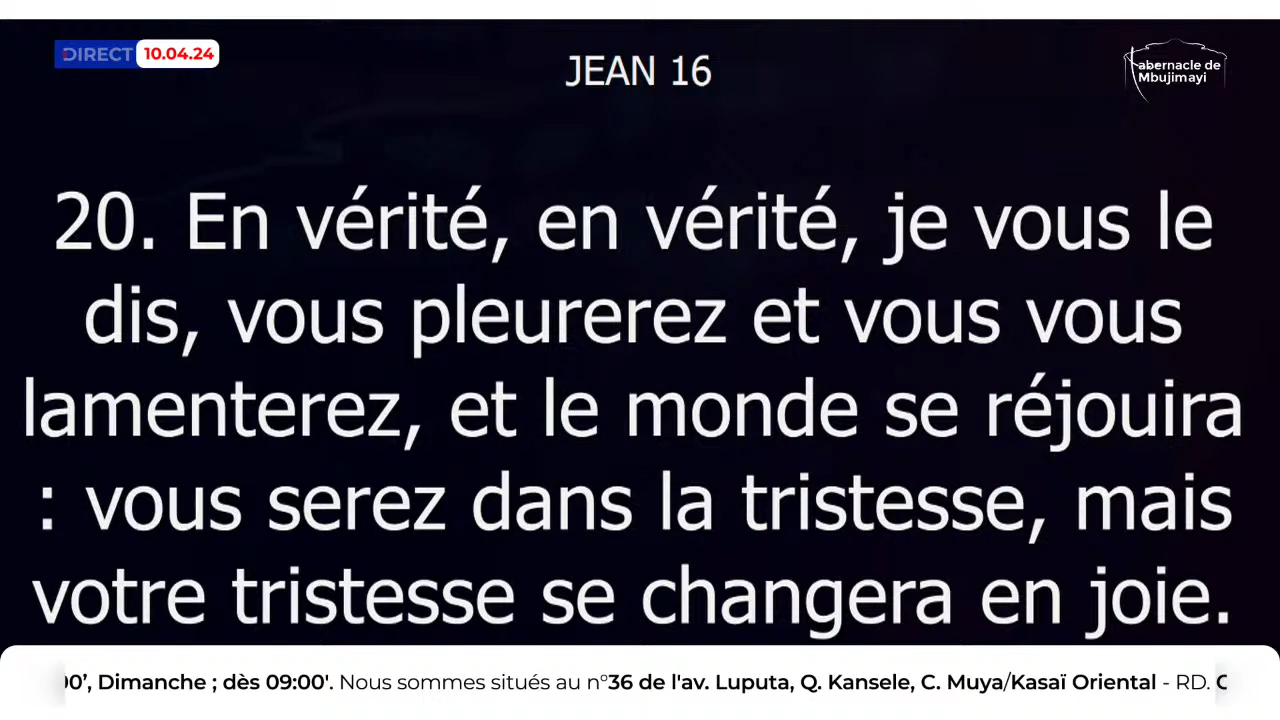 DIRECT 10.04.24
JEAN 16
Tabernacle de
Mbujimayi
20. En vérité, en vérité, je vous le
dis, vous pleurerez et vous vous
lamenterez, et le monde se réjouira
: vous serez dans la tristesse, mais
votre tristesse se changera en joie.
00’, Dimanche ; dès 09:00'. Nous sommes situés au n°36 de l'av. Luputa, Q. Kansele, C. Muya/Kasaï Oriental - RD.